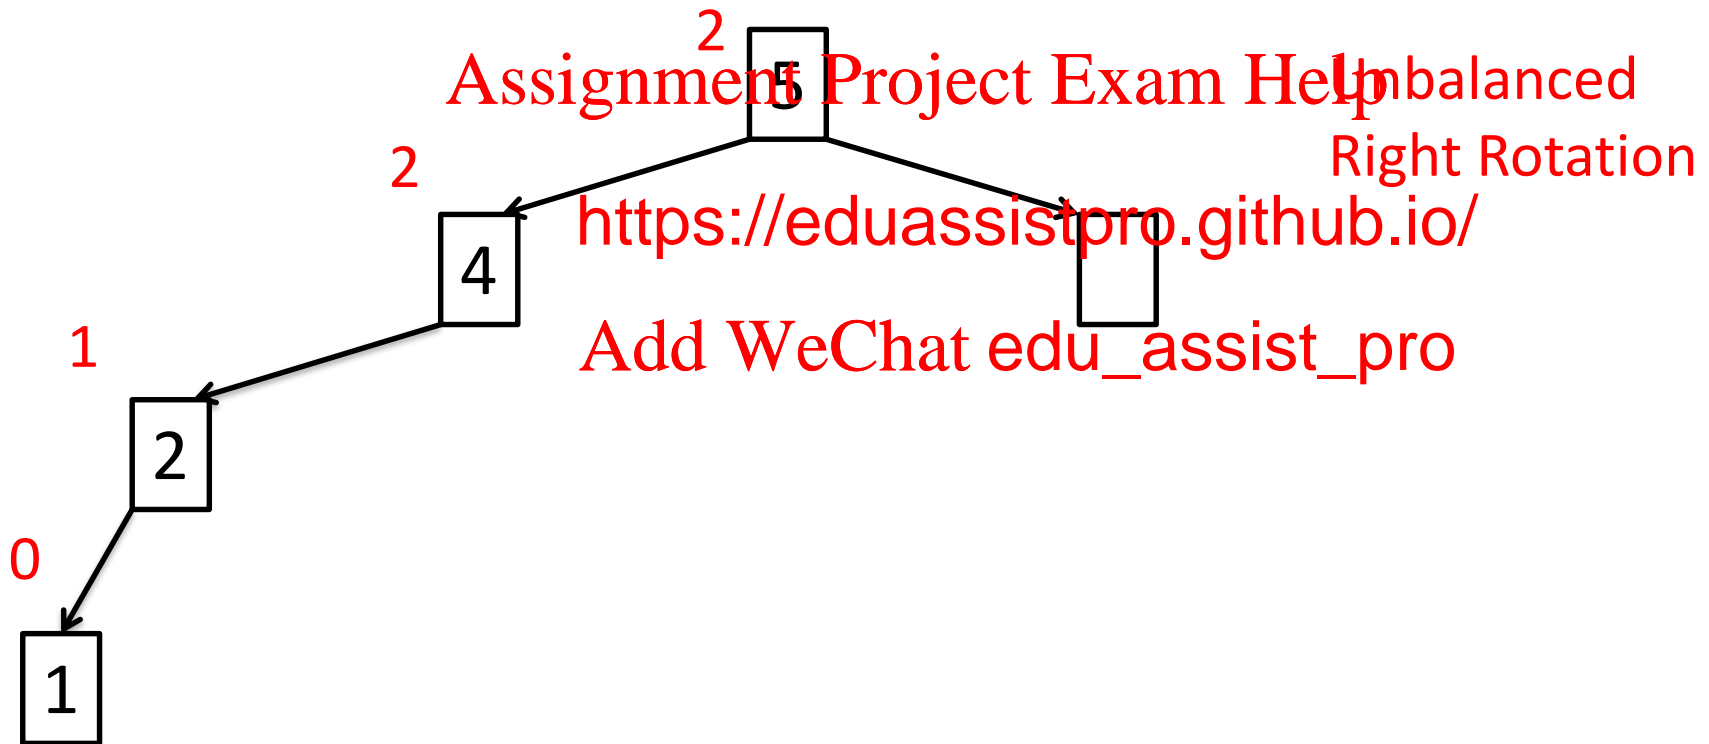 2
5
Assignment Project Exam Help
Unbalanced
Right Rotation
2
4
https://eduassistpro.github.io/
Add WeChat edu_assist_pro
1
2
0
1